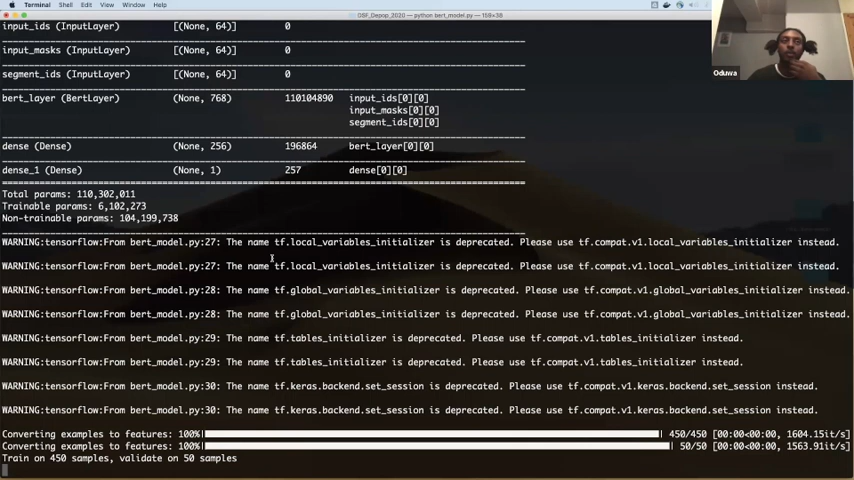 Terminal Shell Edit View Window Help
DSF_Depop_2020 — python bert_model.py — 159×38
input_ids (InputLayer) [(None, 64)] 0
input_masks (InputLayer) [(None, 64)] 0
segment_ids (InputLayer) [(None, 64)] 0
bert_layer (BertLayer) (None, 768) 110104890 input_ids[0][0]
input_masks[0][0]
segment_ids[0][0]
dense (Dense) (None, 256) 196864 bert_layer[0][0]
dense_1 (Dense) (None, 1) 257 dense[0][0]
Total params: 110,302,011
Trainable params: 6,102,273
Non-trainable params: 104,199,738
WARNING:tensorflow:From bert_model.py:27: The name tf.local_variables_initializer is deprecated. Please use tf.compat.v1.local_variables_initializer instead.
WARNING:tensorflow:From bert_model.py:27: The name tf.local_variables_initializer is deprecated. Please use tf.compat.v1.local_variables_initializer instead.
WARNING:tensorflow:From bert_model.py:28: The name tf.global_variables_initializer is deprecated. Please use tf.compat.v1.global_variables_initializer instead.
WARNING:tensorflow:From bert_model.py:28: The name tf.global_variables_initializer is deprecated. Please use tf.compat.v1.global_variables_initializer instead.
WARNING:tensorflow:From bert_model.py:29: The name tf.tables_initializer is deprecated. Please use tf.compat.v1.tables_initializer instead.
WARNING:tensorflow:From bert_model.py:29: The name tf.tables_initializer is deprecated. Please use tf.compat.v1.tables_initializer instead.
WARNING:tensorflow:From bert_model.py:30: The name tf.keras.backend.set_session is deprecated. Please use tf.compat.v1.keras.backend.set_session instead.
WARNING:tensorflow:From bert_model.py:30: The name tf.keras.backend.set_session is deprecated. Please use tf.compat.v1.keras.backend.set_session instead.
Converting examples to features: 100% 450/450 [00:00<00:00, 1604.15it/s]
Converting examples to features: 100% 50/50 [00:00<00:00, 1563.91it/s]
Train on 450 samples, validate on 50 samples
Oduwa